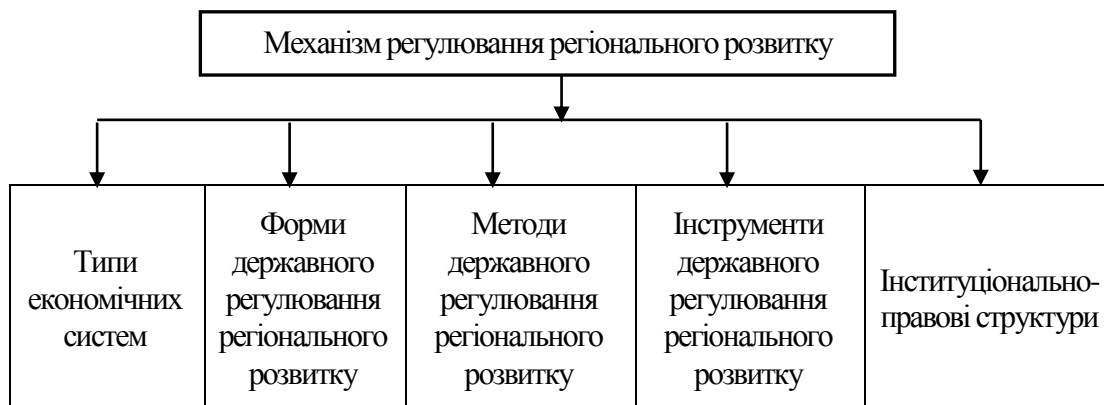 Механізм регулювання регіонального розвитку
Типи
економічних
систем
Форми
державного
регулювання
регіонального
розвитку
Методи
державного
регулювання
регіонального
розвитку
Інструменти
державного
регулювання
регіонального
розвитку
Інституціонально-
правові структури